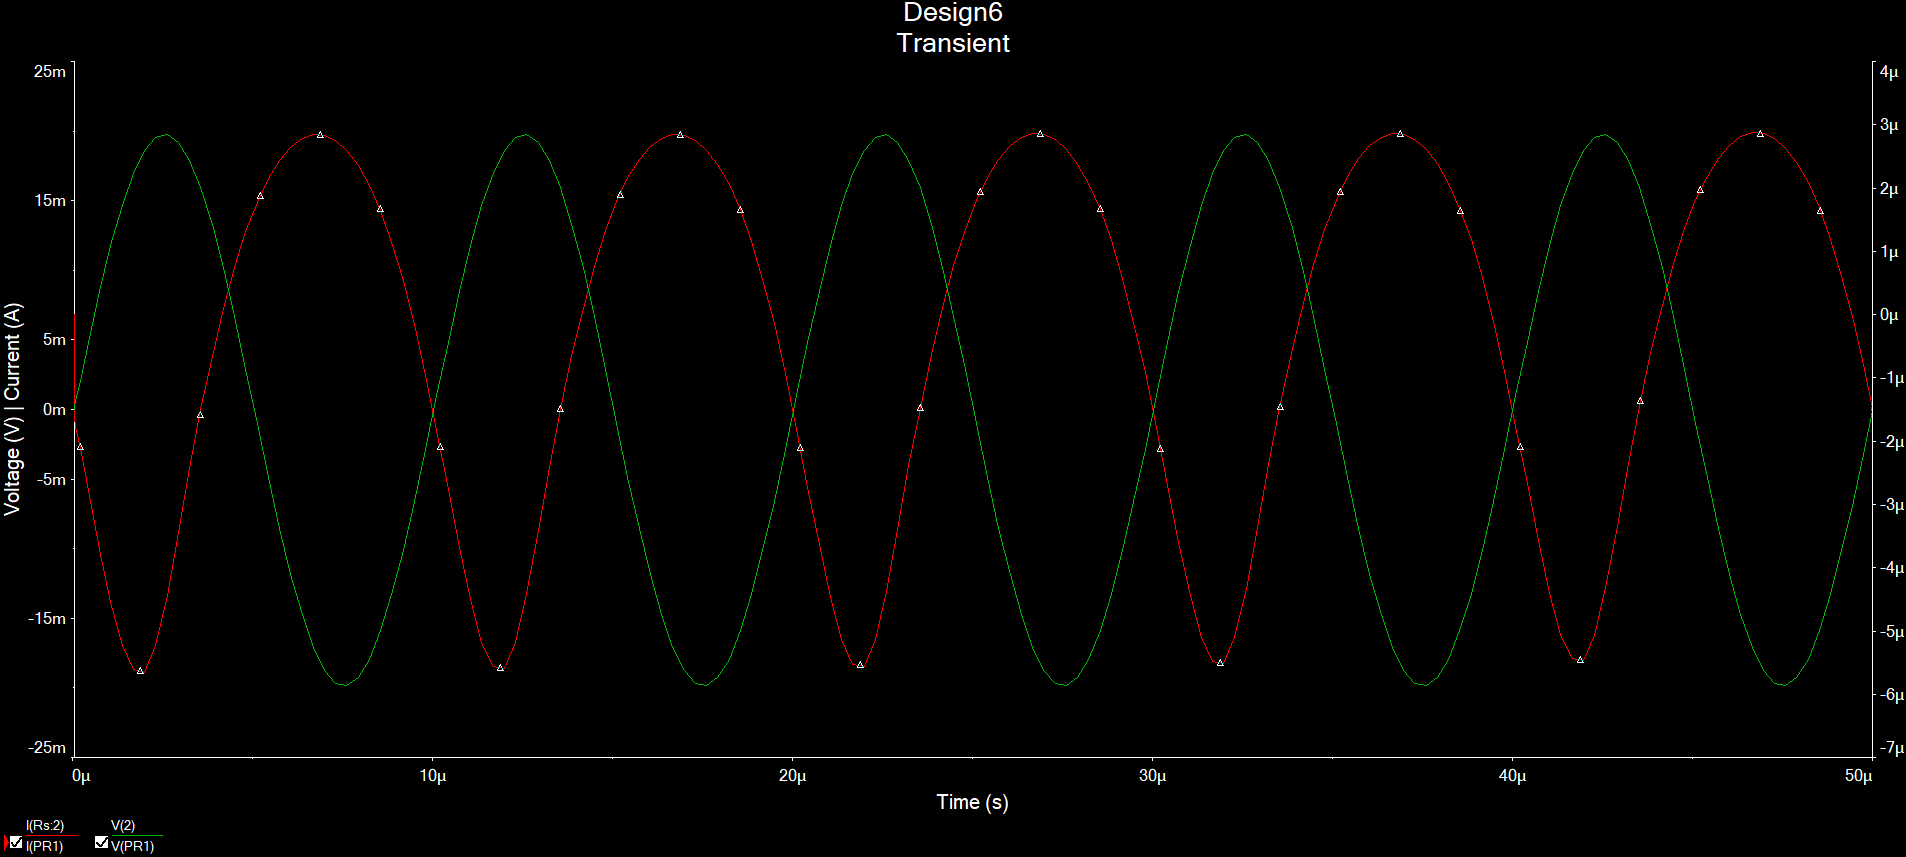 Design6
Transient
25m
15m
5m
0m
-5m
-15m
-25m
Voltage (V) | Current (A)
4µ
3µ
2µ
1µ
0µ
-1µ
-2µ
-3µ
-4µ
-5µ
-6µ
-7µ
0µ
10µ
20µ
30µ
40µ
50µ
Time (s)
I(Rs:2)
I(PR1)
V(2)
V(PR1)